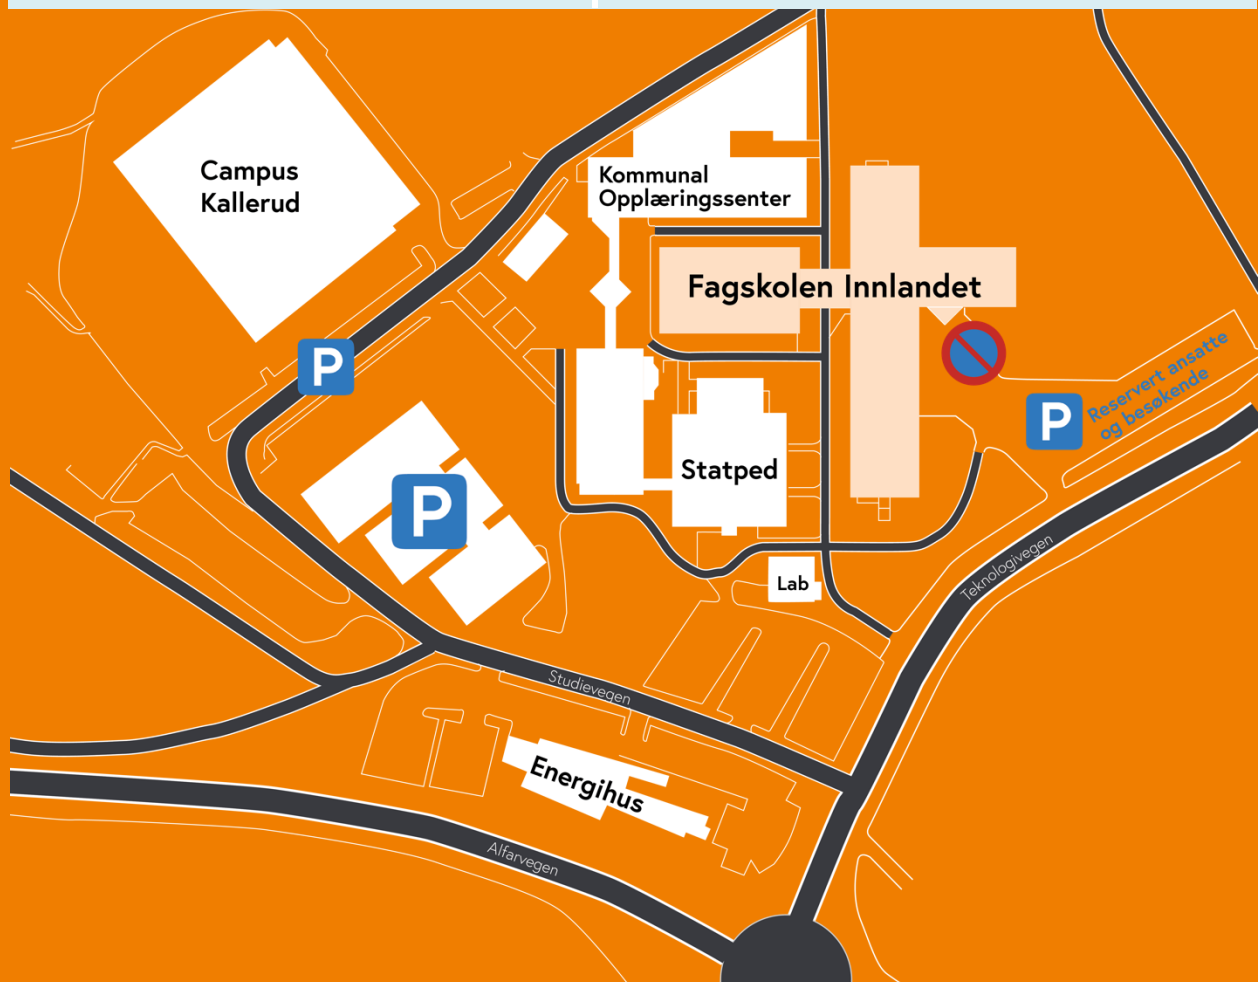 Campus
Kallerud
Kommunal
Opplæringssenter
Fagskolen Innlandet
P
P
Reservert ansatte
og besøkende
Statped
P
Lab
Teknologivegen
Studievegen
Energihus
Alfarvegen